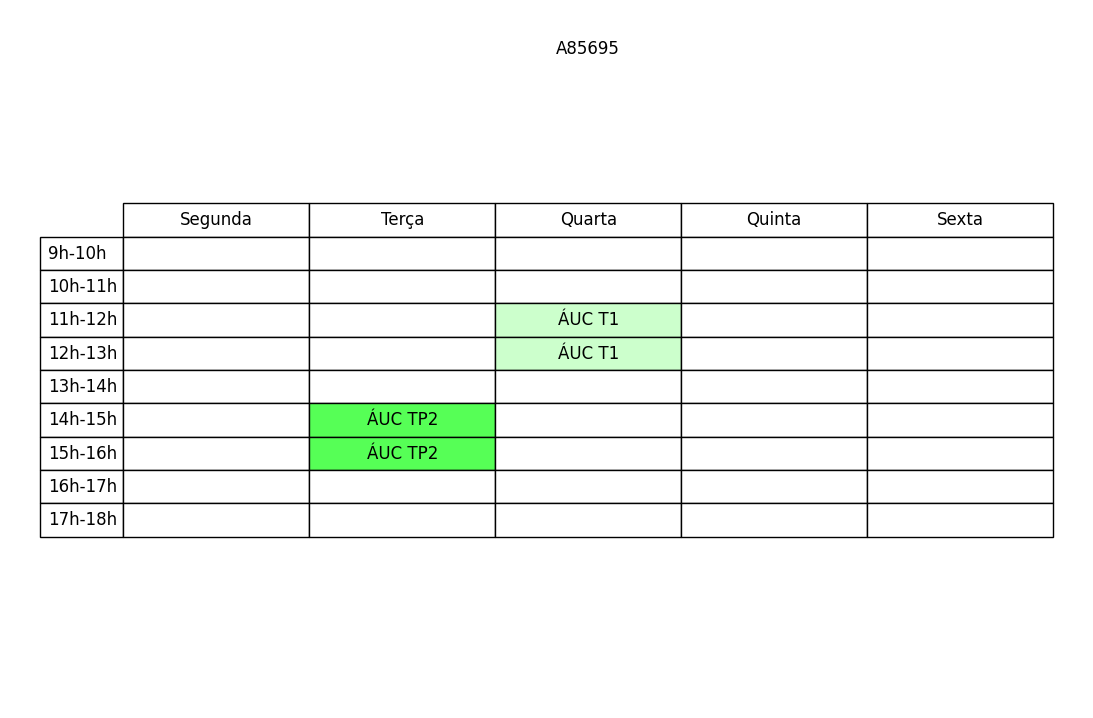 A85695
Segunda Terça Quarta Quinta Sexta
9h-10h
10h-11h
11h-12h ÁUC T1
12h-13h ÁUC T1
13h-14h
14h-15h ÁUC TP2
15h-16h ÁUC TP2
16h-17h
17h-18h